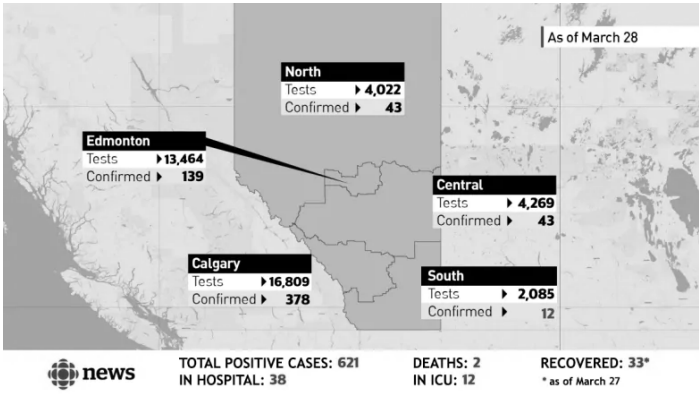 As of March 28
North
Tests ▸ 4,022
Confirmed ▸ 43
Edmonton
Tests ▸ 13,464
Confirmed ▸ 139
Central
Tests ▸ 4,269
Confirmed ▸ 43
Calgary
Tests ▸ 16,809
Confirmed ▸ 378
South
Tests ▸ 2,085
Confirmed ▸ 12
news
TOTAL POSITIVE CASES: 621
IN HOSPITAL: 38
DEATHS: 2
IN ICU: 12
RECOVERED: 33*
* as of March 27